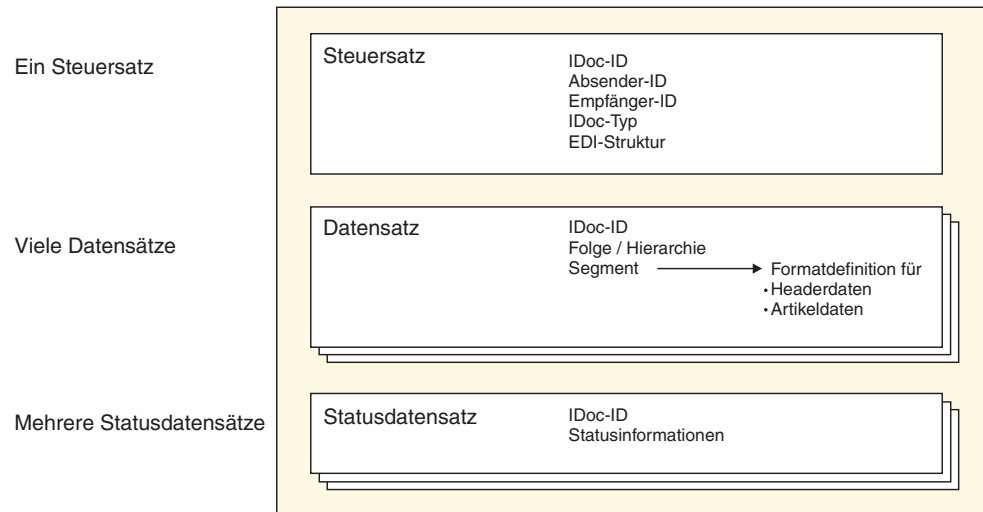 Ein Steuersatz
Steuersatz
IDoc-ID
Absender-ID
Empfänger-ID
IDoc-Typ
EDI-Struktur
Viele Datensätze
Datensatz
IDoc-ID
Folge / Hierarchie
Segment
Formatdefinition für
• Headerdaten
• Artikeldaten
Mehrere Statusdatensätze
Statusdatensatz
IDoc-ID
Statusinformationen